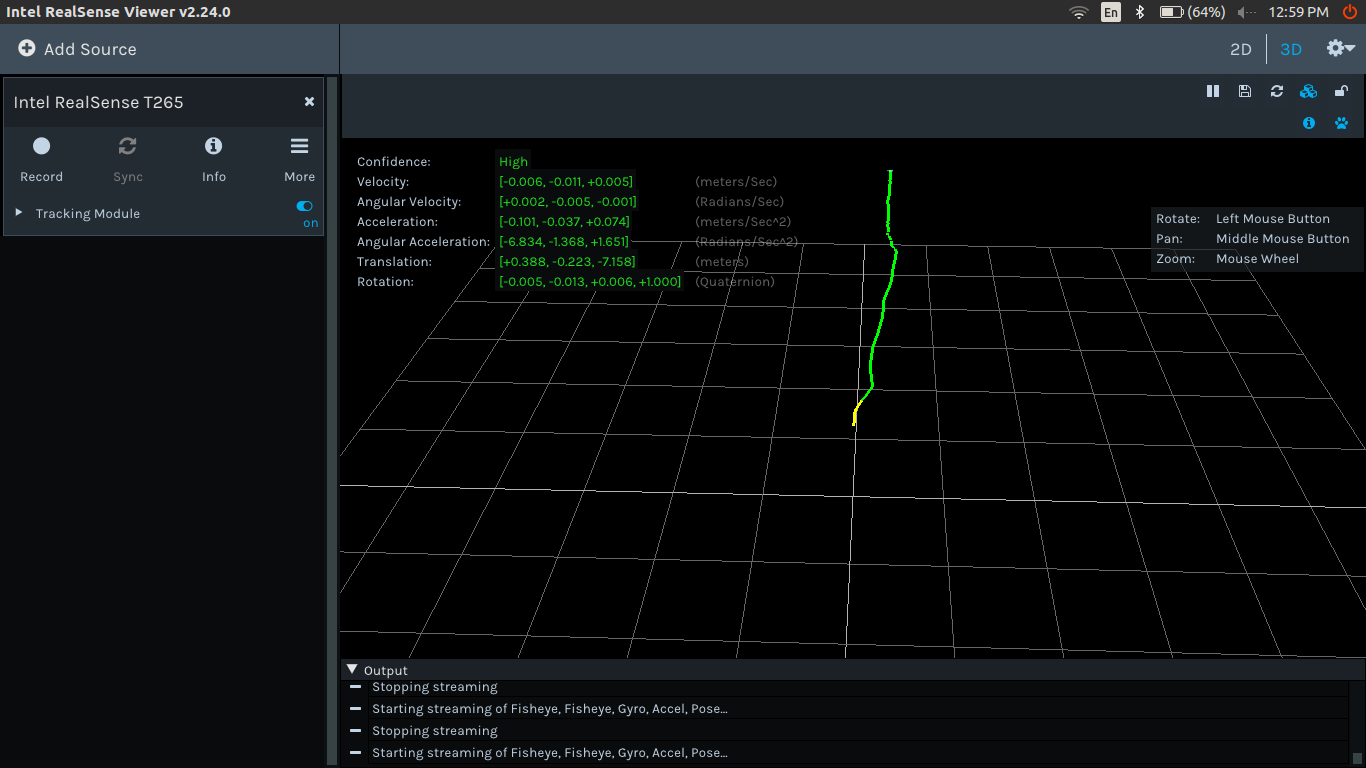 Intel RealSense Viewer v2.24.0
En (64%) 12:59 PM
Add Source
2D 3D
Intel RealSense T265
Record Sync Info More
Tracking Module
on
Confidence: High
Velocity: [-0.006, -0.011, +0.005] (meters/Sec)
Angular Velocity: [+0.002, -0.005, -0.001] (Radians/Sec)
Acceleration: [-0.101, -0.037, +0.074] (meters/Sec^2)
Angular Acceleration: [-6.834, -1.368, +1.651] (Radians/Sec^2)
Translation: [+0.388, -0.223, -7.158] (meters)
Rotation: [-0.005, -0.013, +0.006, +1.000] (Quaternion)
Rotate: Left Mouse Button
Pan: Middle Mouse Button
Zoom: Mouse Wheel
Output
Stopping streaming
Starting streaming of Fisheye, Fisheye, Gyro, Accel, Pose...
Stopping streaming
Starting streaming of Fisheye, Fisheye, Gyro, Accel, Pose...